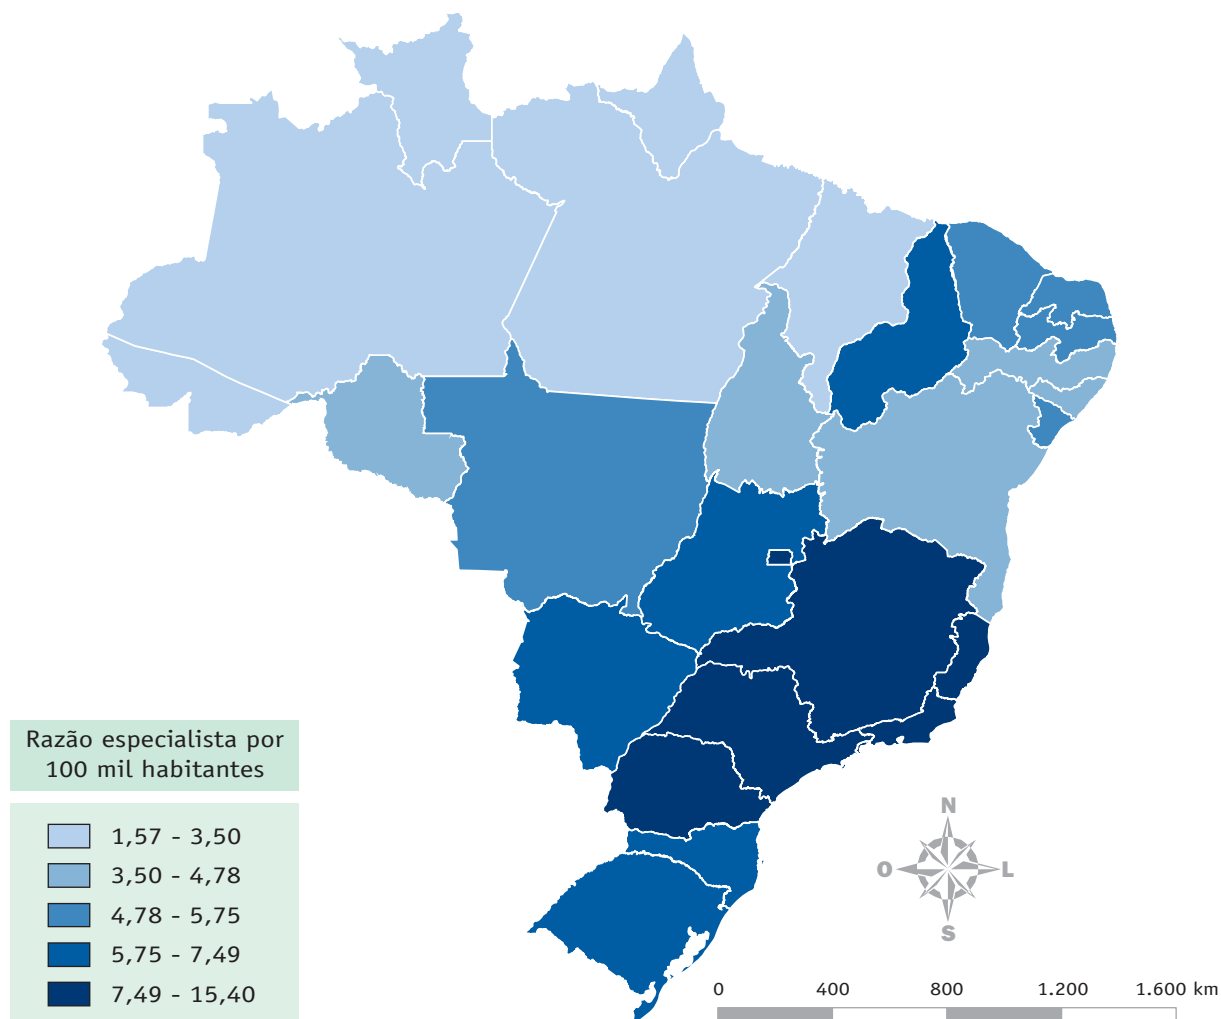 Razão especialista por
100 mil habitantes
1,57 - 3,50
3,50 - 4,78
4,78 - 5,75
5,75 - 7,49
7,49 - 15,40
N
O L
S
0 400 800 1.200 1.600 km